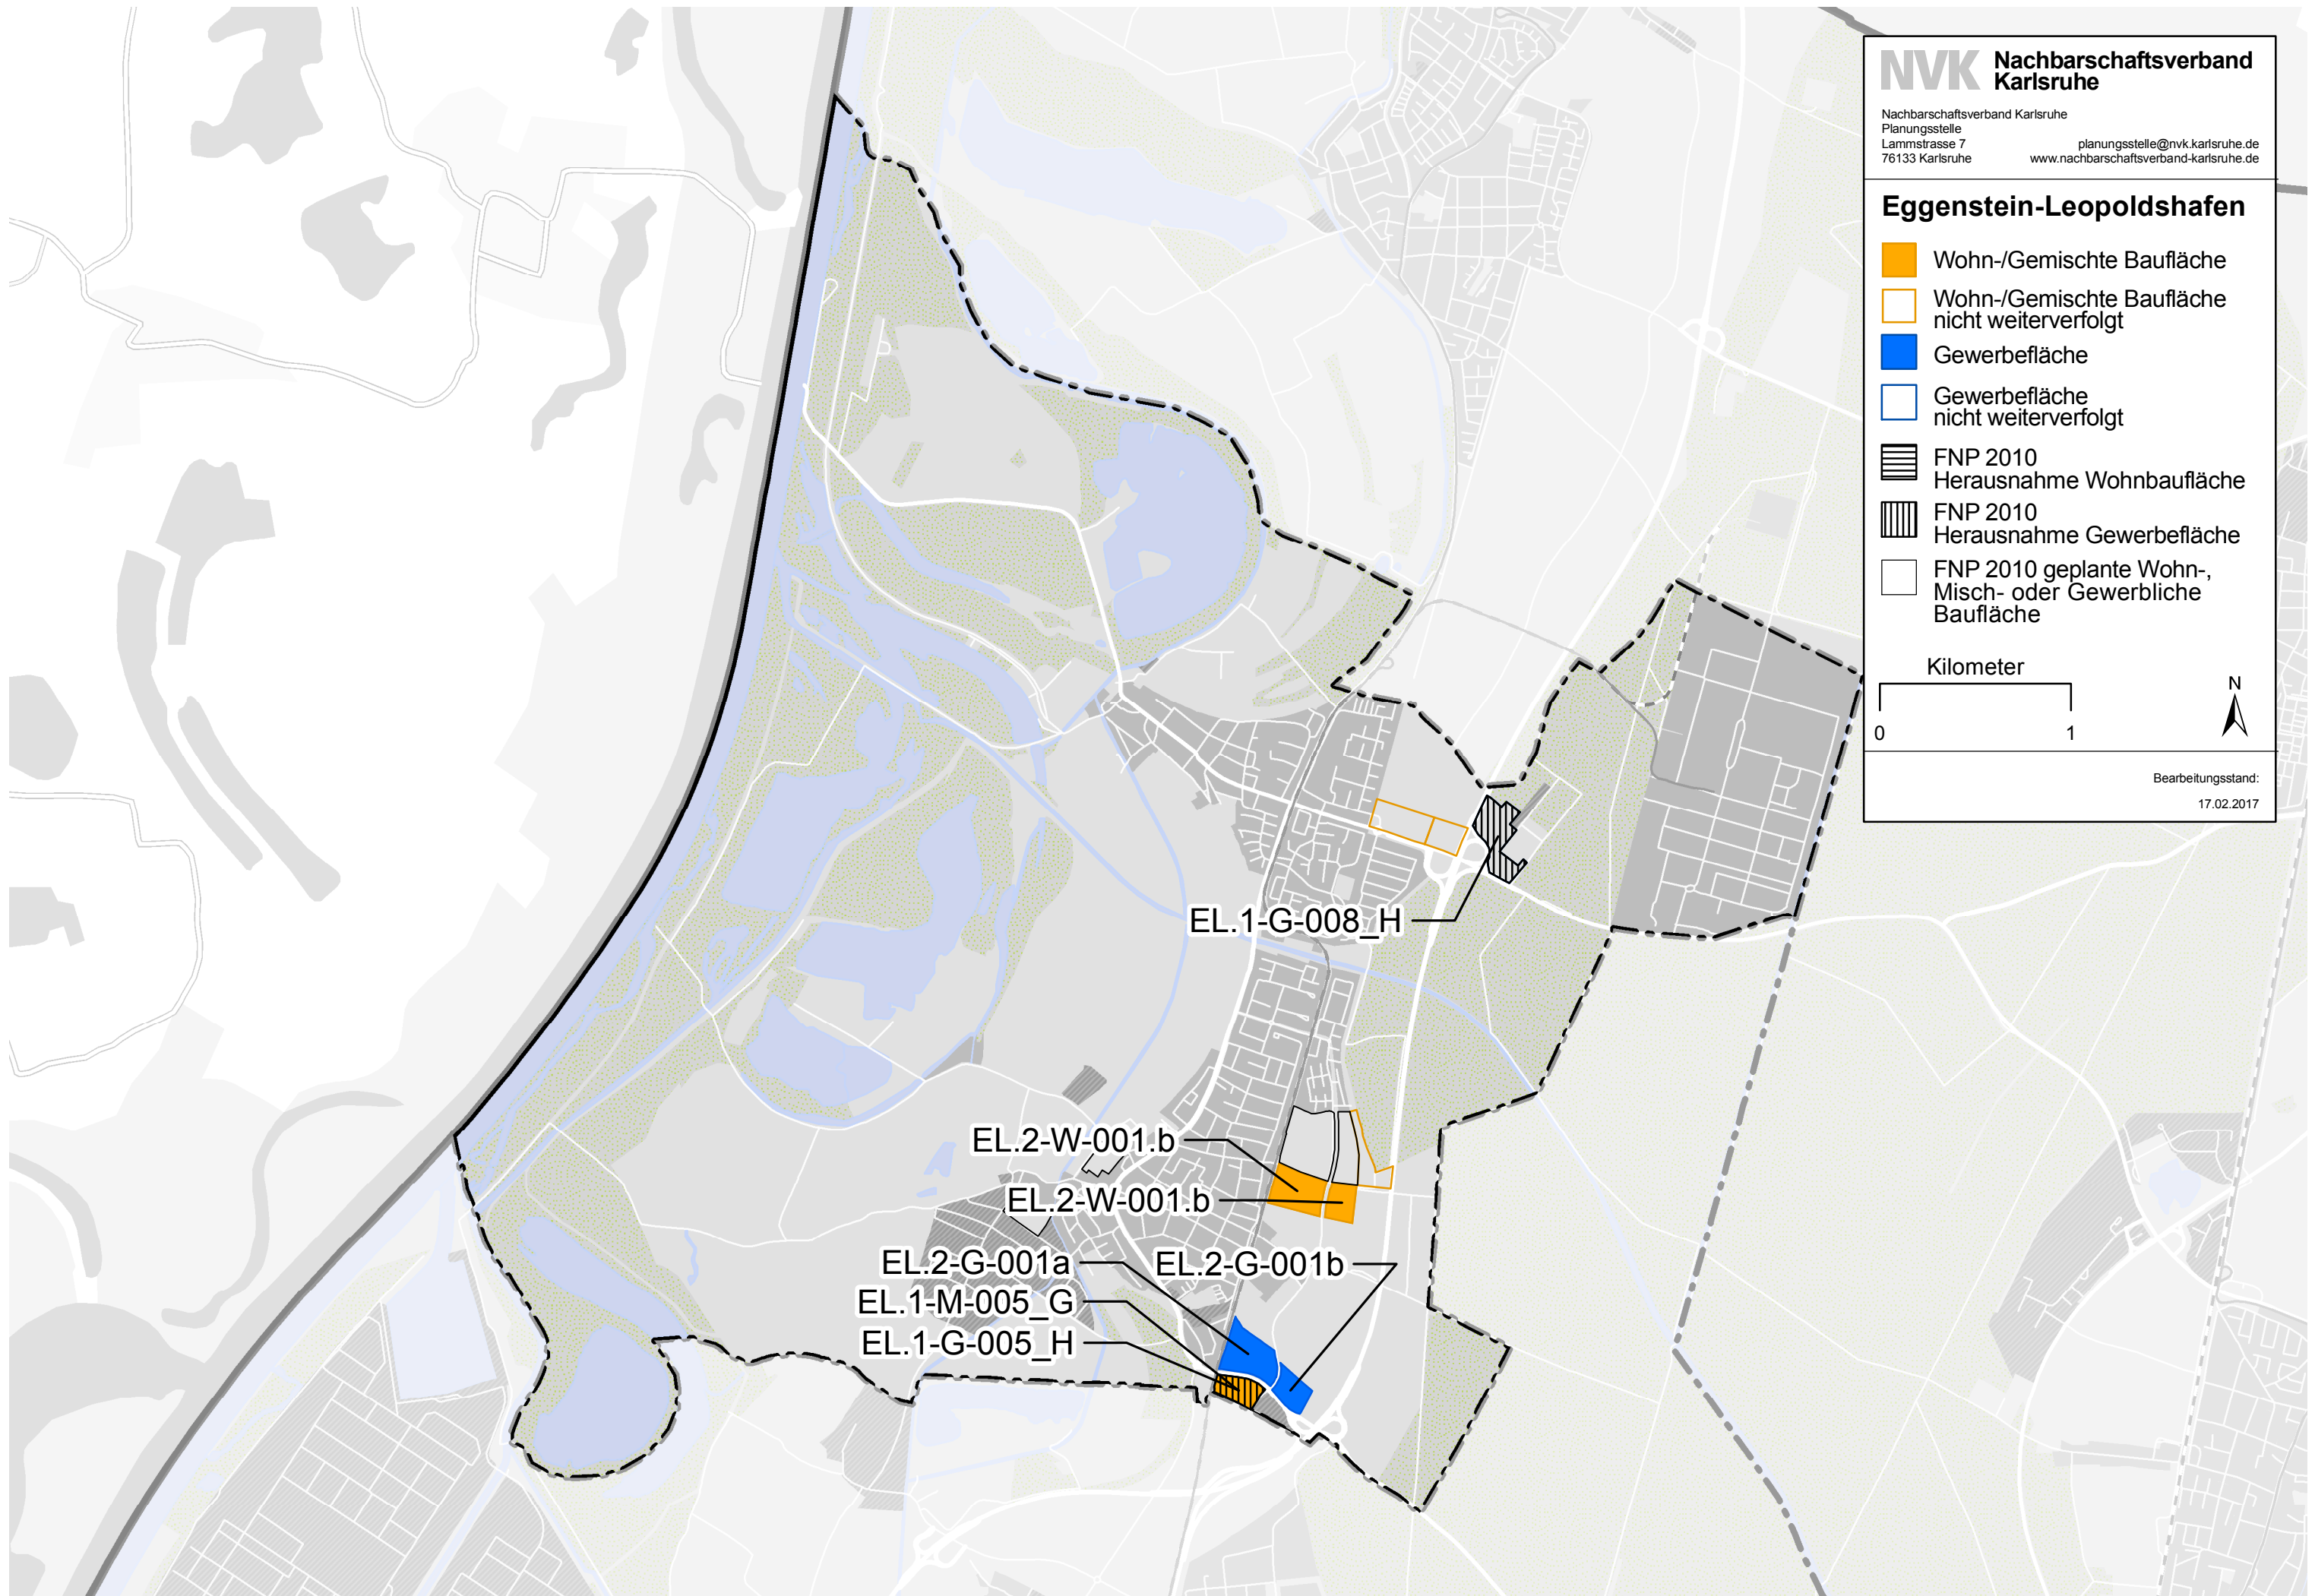 NVK Nachbarschaftsverband
Karlsruhe
Nachbarschaftsverband Karlsruhe
Planungsstelle
Lammstrasse 7 planungsstelle@nvk.karlsruhe.de
76133 Karlsruhe www.nachbarschaftsverband-karlsruhe.de
Eggenstein-Leopoldshafen
Wohn-/Gemischte Baufläche
Wohn-/Gemischte Baufläche
nicht weiterverfolgt
Gewerbefläche
Gewerbefläche
nicht weiterverfolgt
FNP 2010
Herausnahme Wohnbaufläche
FNP 2010
Herausnahme Gewerbefläche
FNP 2010 geplante Wohn-,
Misch- oder Gewerbliche
Baufläche
Kilometer
N
0 1
Bearbeitungsstand:
17.02.2017
EL.1-G-008_H
EL.2-W-001.b
EL.2-W-001.b
EL.2-G-001a EL.2-G-001b
EL.1-M-005_G
EL.1-G-005_H